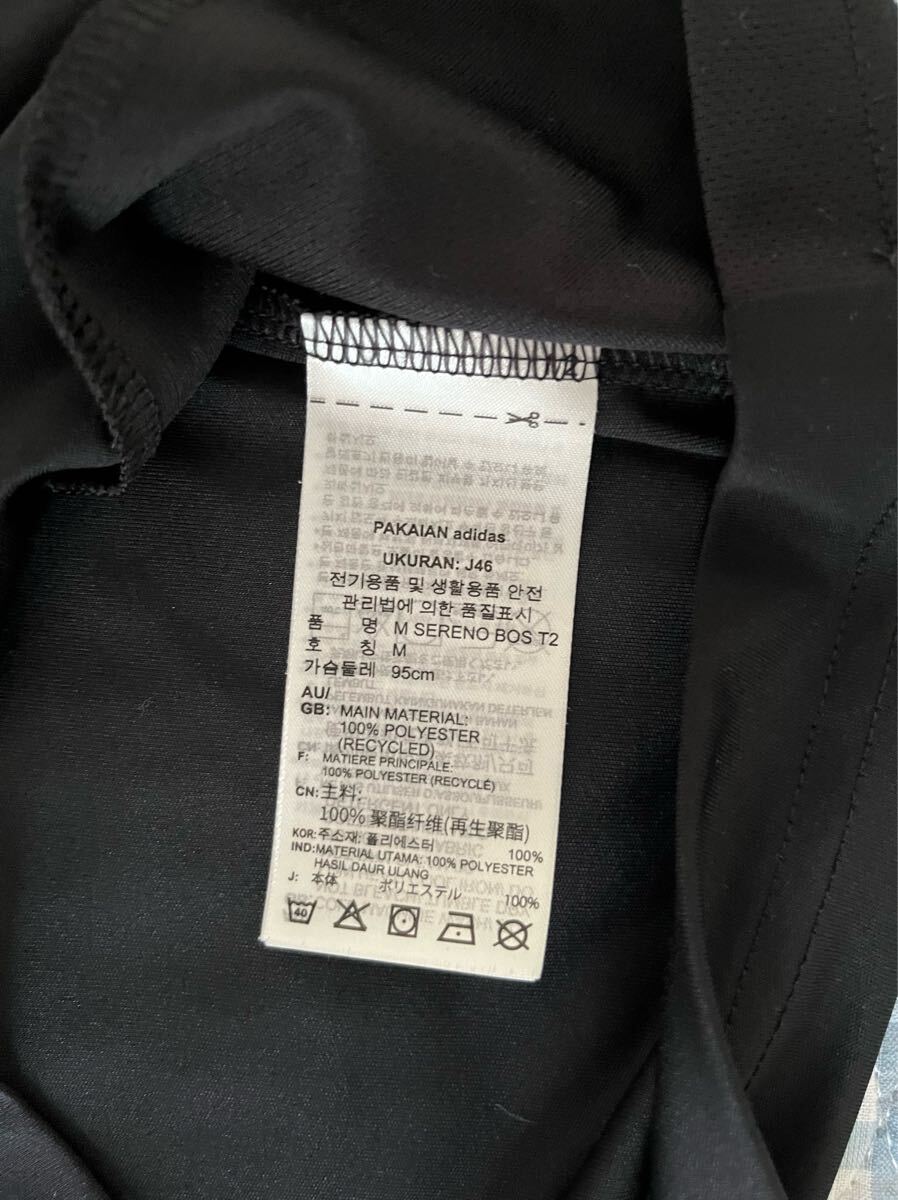 PAKAIAN adidas
UKURAN: J46
전기용품 및 생활용품 안전
관리법에 의한 품질표시
품 명 M SERENO BOS T2
호 칭 M
가슴둘레 95cm
AU/
GB: MAIN MATERIAL:
100% POLYESTER
(RECYCLED)
F: MATIERE PRINCIPALE:
100% POLYESTER (RECYCLÉ)
CN: 主料:
100% 聚酯纤维(再生聚酯)
KOR: 주소재: 폴리에스터 100%
IND: MATERIAL UTAMA: 100% POLYESTER
HASIL DAUR ULANG
J: 本体 ポリエステル 100%
40